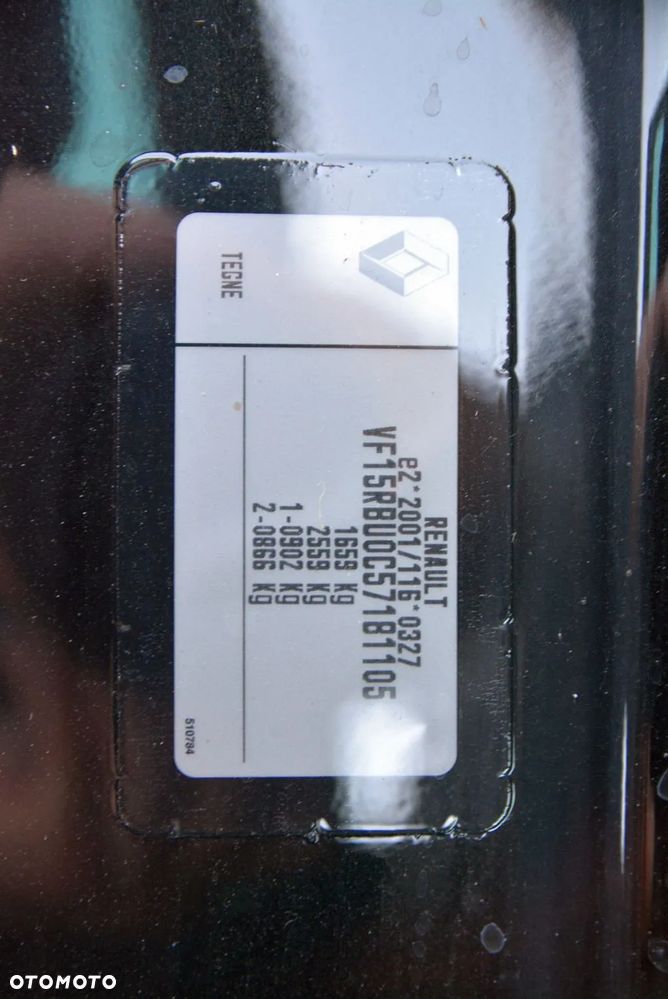 RENAULT
e2*2001/116*0327
VF15RBU0C57181105
1659 kg
2559 kg
1-0902 kg
2-0866 kg
TEGNE
510784
OTOMOTO